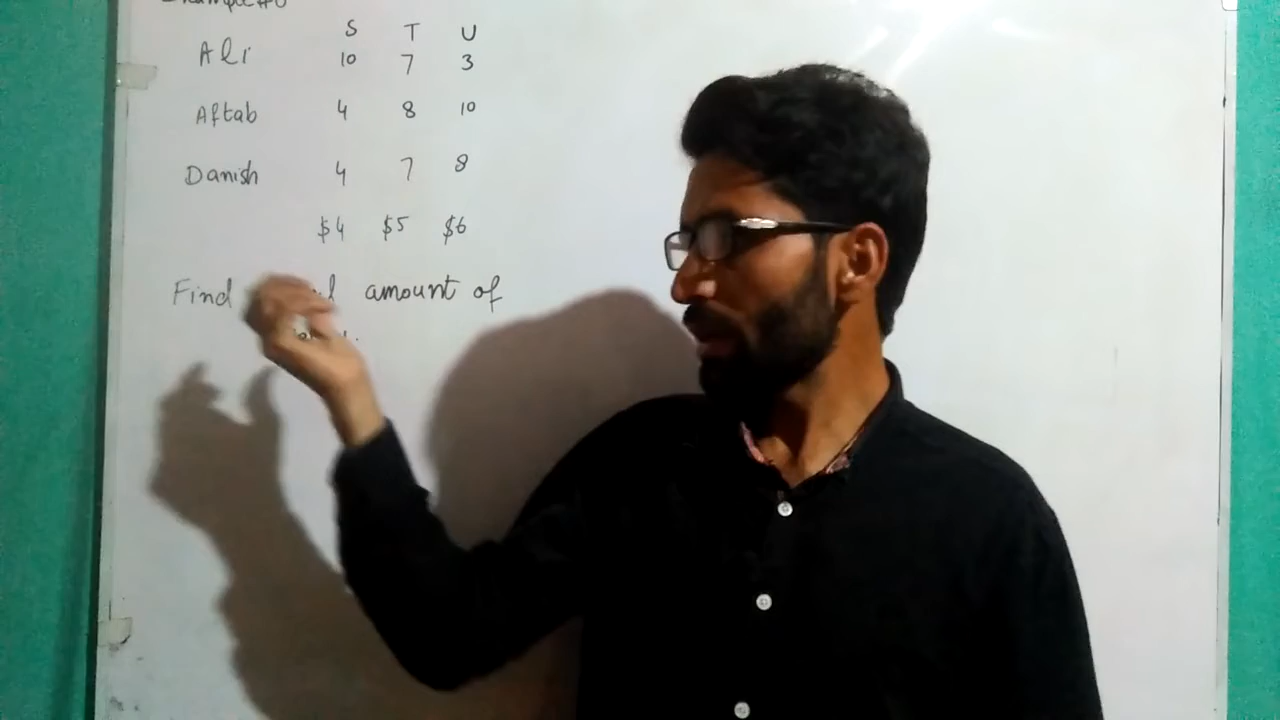 S T U
Ali 10 7 3
Aftab 4 8 10
Danish 4 7 8
$4 $5 $6
Find amount of